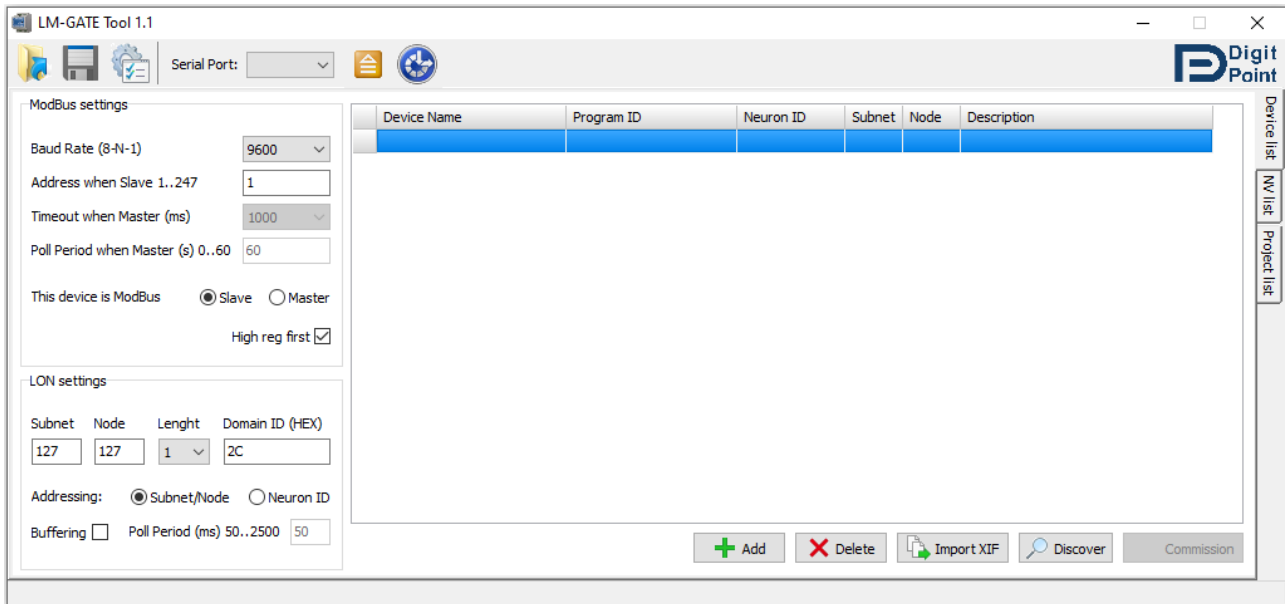 LM-GATE Tool 1.1
Serial Port:
Digit
Point
ModBus settings
Baud Rate (8-N-1) 9600
Address when Slave 1..247 1
Timeout when Master (ms) 1000
Poll Period when Master (s) 0..60 60
This device is ModBus Slave Master
High reg first
LON settings
Subnet Node Lenght Domain ID (HEX)
127 127 1 2C
Addressing: Subnet/Node Neuron ID
Buffering Poll Period (ms) 50..2500 50
Device Name Program ID Neuron ID Subnet Node Description
Add Delete Import XIF Discover Commission
Device list
NV list
Project list